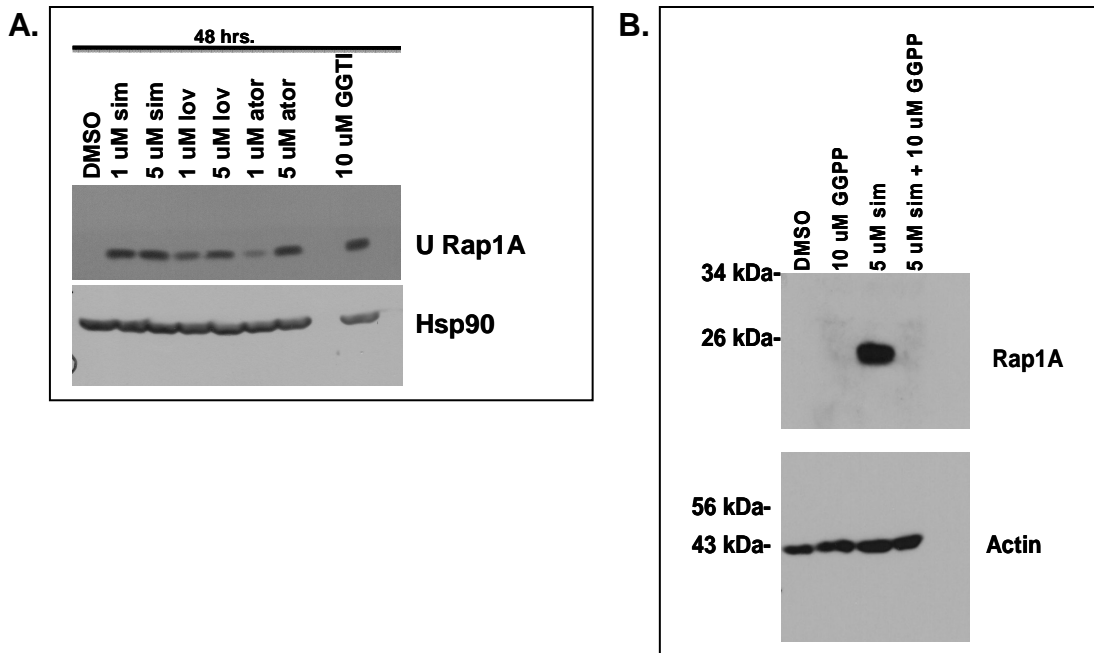 A.
48 hrs.
DMSO
1 uM sim
5 uM sim
1 uM lov
5 uM lov
1 uM ator
5 uM ator
10 uM GGTI
U Rap1A
Hsp90
B.
DMSO
10 uM GGPP
5 uM sim
5 uM sim + 10 uM GGPP
34 kDa-
26 kDa-
Rap1A
56 kDa-
43 kDa-
Actin